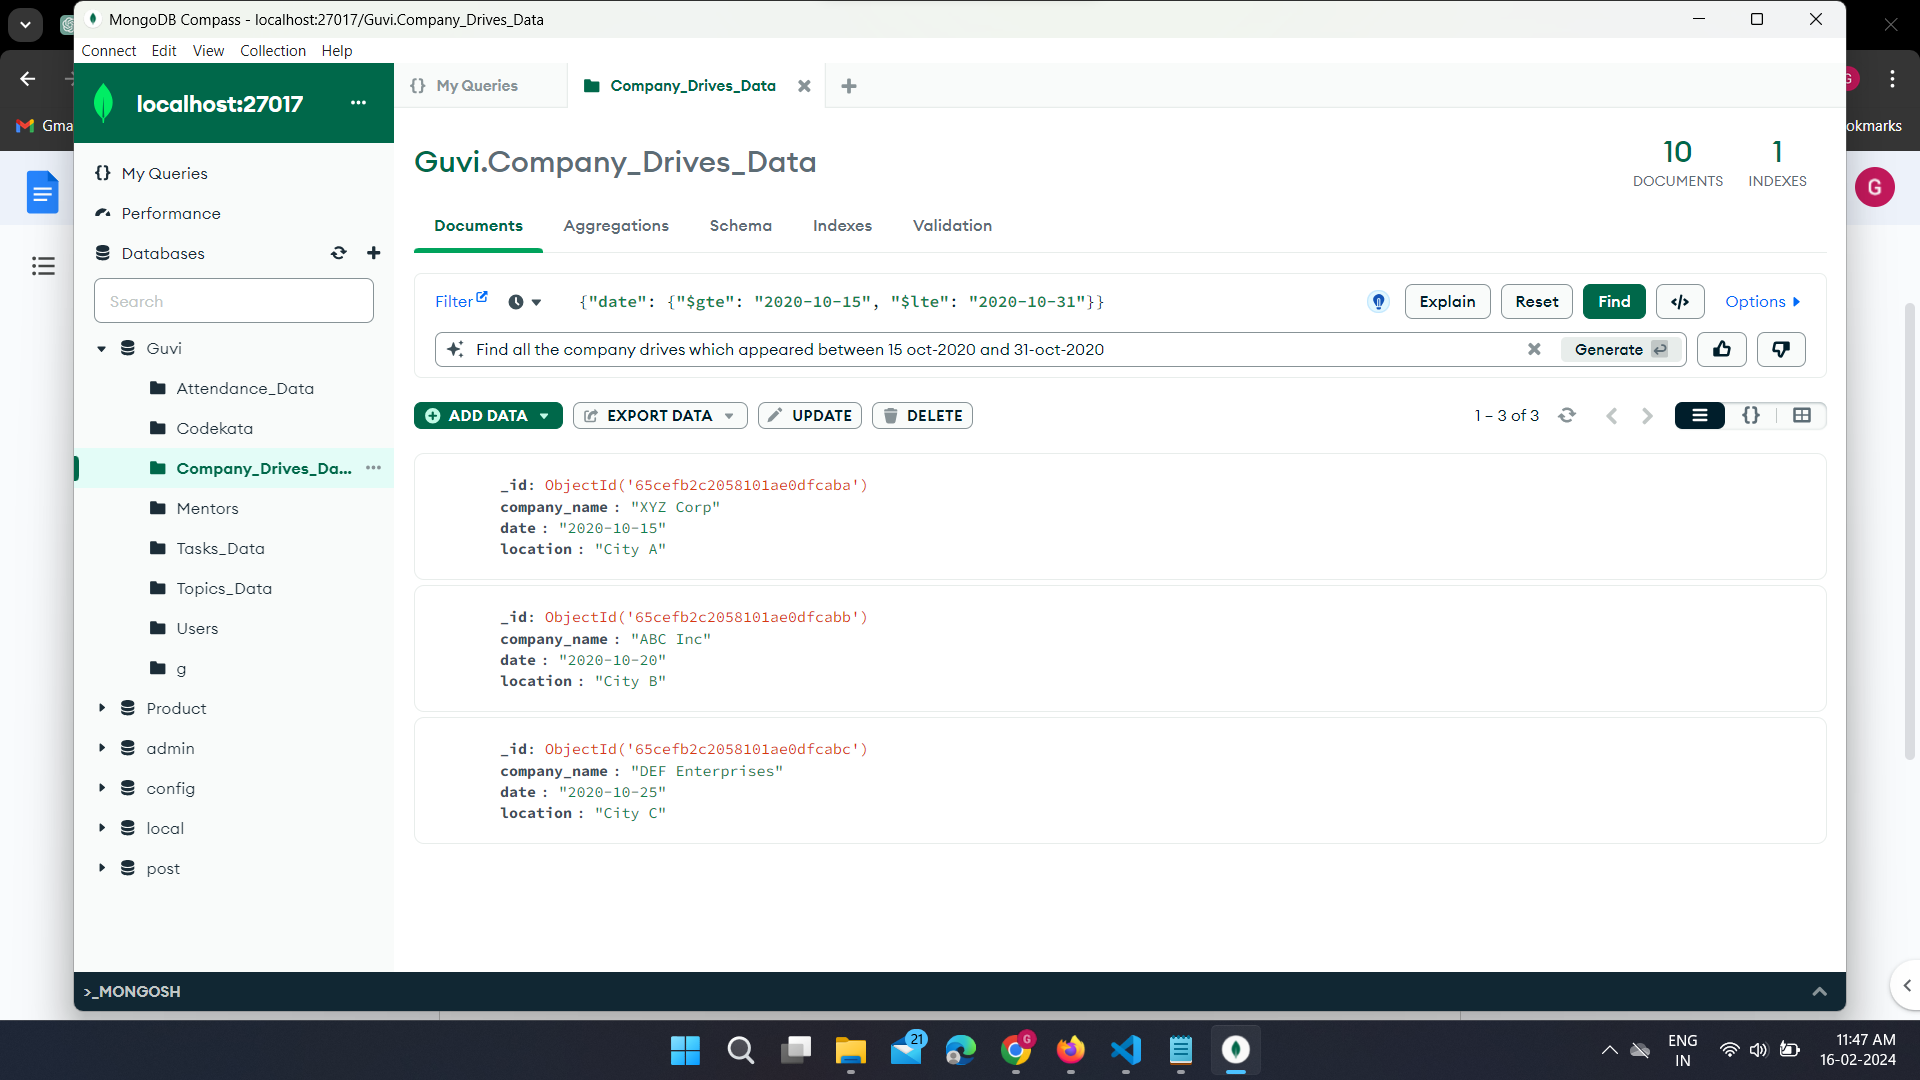 MongoDB Compass - localhost:27017/Guvi.Company_Drives_Data
Connect Edit View Collection Help
localhost:27017
My Queries
Company_Drives_Data
Gma
okmarks
G
G
My Queries
Performance
Databases
Search
Guvi
Attendance_Data
Codekata
Company_Drives_Da...
Mentors
Tasks_Data
Topics_Data
Users
g
Product
admin
config
local
post
Guvi.Company_Drives_Data
10
DOCUMENTS
1
INDEXES
Documents Aggregations Schema Indexes Validation
Filter {"date": {"$gte": "2020-10-15", "$lte": "2020-10-31"}} Explain Reset Find </> Options
Find all the company drives which appeared between 15 oct-2020 and 31-oct-2020 Generate
ADD DATA EXPORT DATA UPDATE DELETE 1 – 3 of 3 {}
_id: ObjectId('65cefb2c2058101ae0dfcaba')
company_name : "XYZ Corp"
date : "2020-10-15"
location : "City A"
_id: ObjectId('65cefb2c2058101ae0dfcabb')
company_name : "ABC Inc"
date : "2020-10-20"
location : "City B"
_id: ObjectId('65cefb2c2058101ae0dfcabc')
company_name : "DEF Enterprises"
date : "2020-10-25"
location : "City C"
>_MONGOSH
21
G
ENG
IN
11:47 AM
16-02-2024